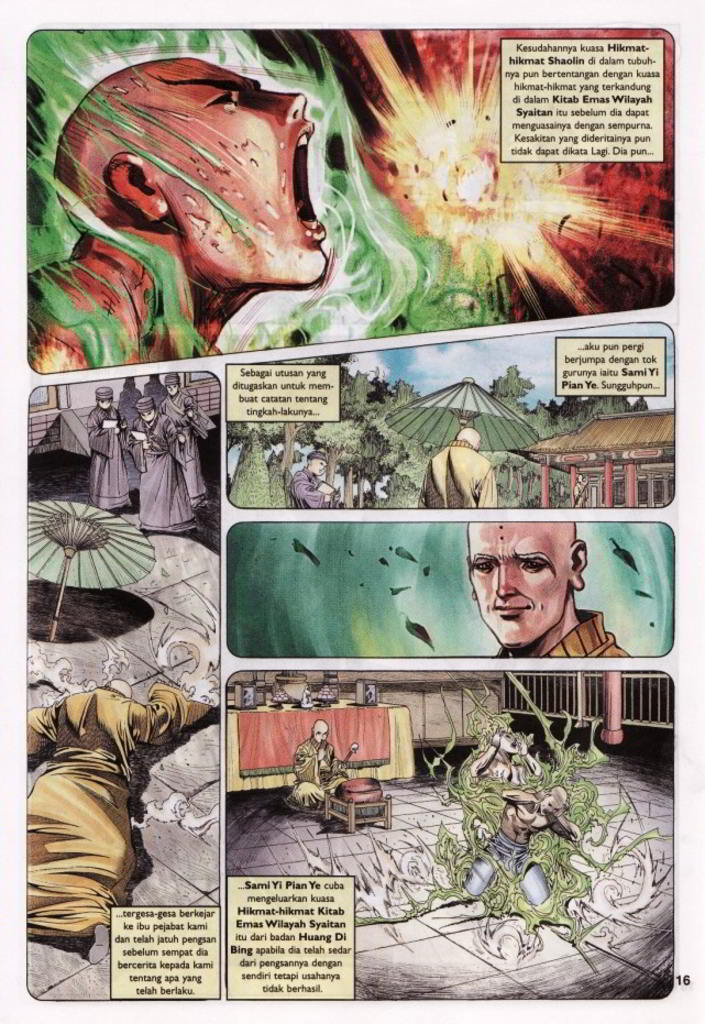 Kesudahannya kuasa Hikmat-
hikmat Shaolin di dalam tubuh-
nya pun bertentangan dengan kuasa
hikmat-hikmat yang terkandung
di dalam Kitab Emas Wilayah
Syaitan itu sebelum dia dapat
menguasainya dengan sempurna.
Kesakitan yang dideritainya pun
tidak dapat dikata Lagi. Dia pun...
...tergesa-gesa berkejar
ke ibu pejabat kami
dan telah jatuh pengsan
sebelum sempat dia
bercerita kepada kami
tentang apa yang
telah berlaku.
Sebagai utusan yang
ditugaskan untuk mem-
buat catatan tentang
tingkah-lakunya...
...aku pun pergi
berjumpa dengan tok
gurunya iaitu Sami Yi
Pian Ye. Sungguhpun...
...Sami Yi Pian Ye cuba
mengeluarkan kuasa
Hikmat-hikmat Kitab
Emas Wilayah Syaitan
itu dari badan Huang Di
Bing apabila dia telah sedar
dari pengsannya dengan
sendiri tetapi usahanya
tidak berhasil.
16